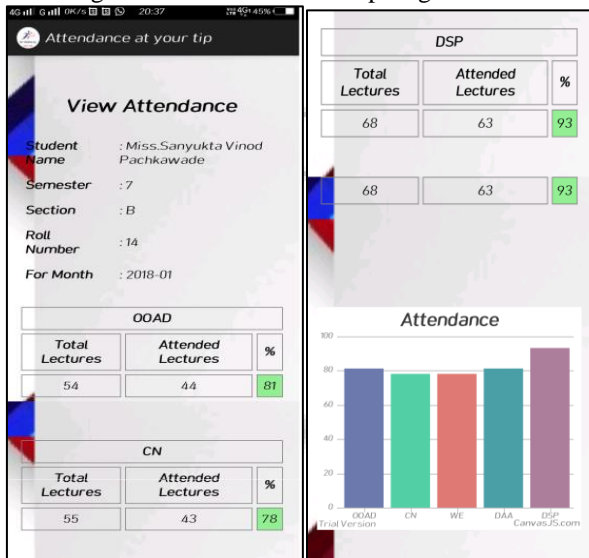 4G G 0K/s 20:37 4G 45%
Attendance at your tip
View Attendance
Student Name : Miss.Sanyukta Vinod Pachkawade
Semester : 7
Section : B
Roll Number : 14
For Month : 2018-01
OOAD
Total Lectures Attended Lectures %
54 44 81
CN
Total Lectures Attended Lectures %
55 43 78
DSP
Total Lectures Attended Lectures %
68 63 93
68 63 93
Attendance
100
80
60
40
20
0
OOAD CN WE DAA DSP
Trial Version CanvasJS.com